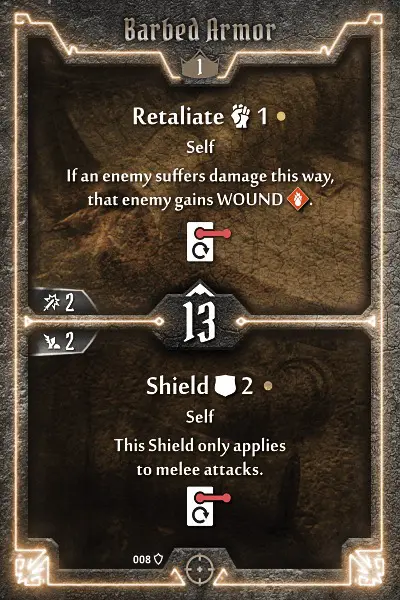 Barbed Armor
1
Retaliate 1
Self
If an enemy suffers damage this way,
that enemy gains WOUND .
2
13
2
Shield 2
Self
This Shield only applies
to melee attacks.
008